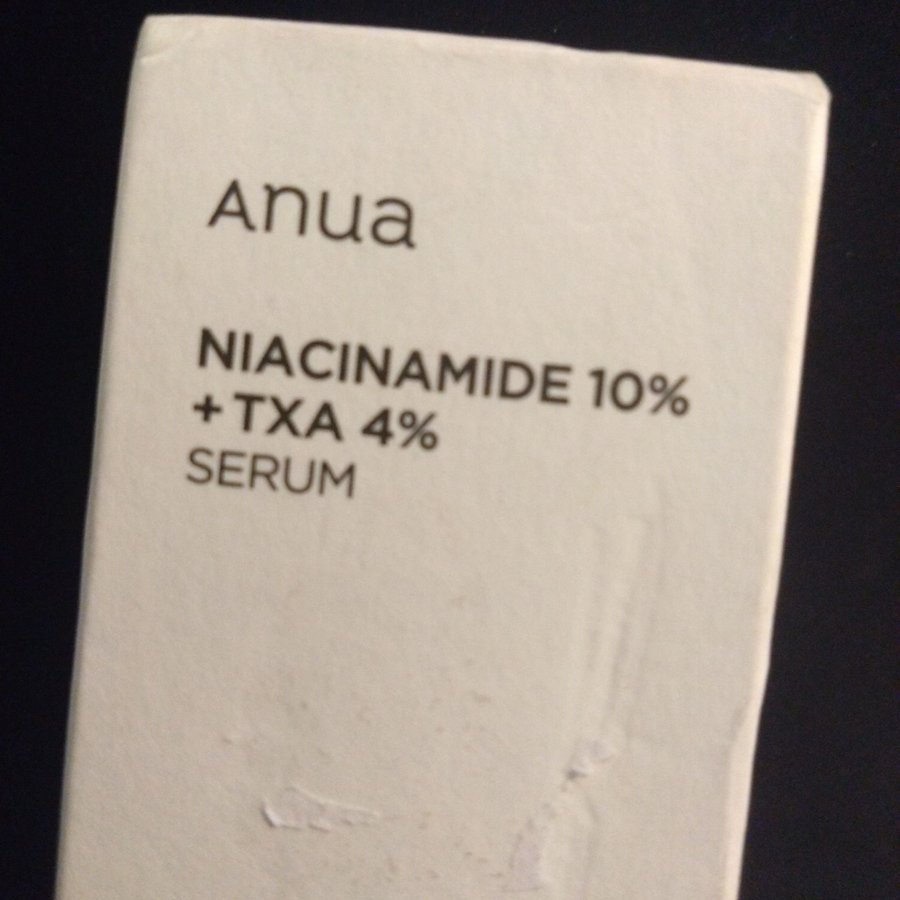 Anua
NIACINAMIDE 10%
+ TXA 4%
SERUM